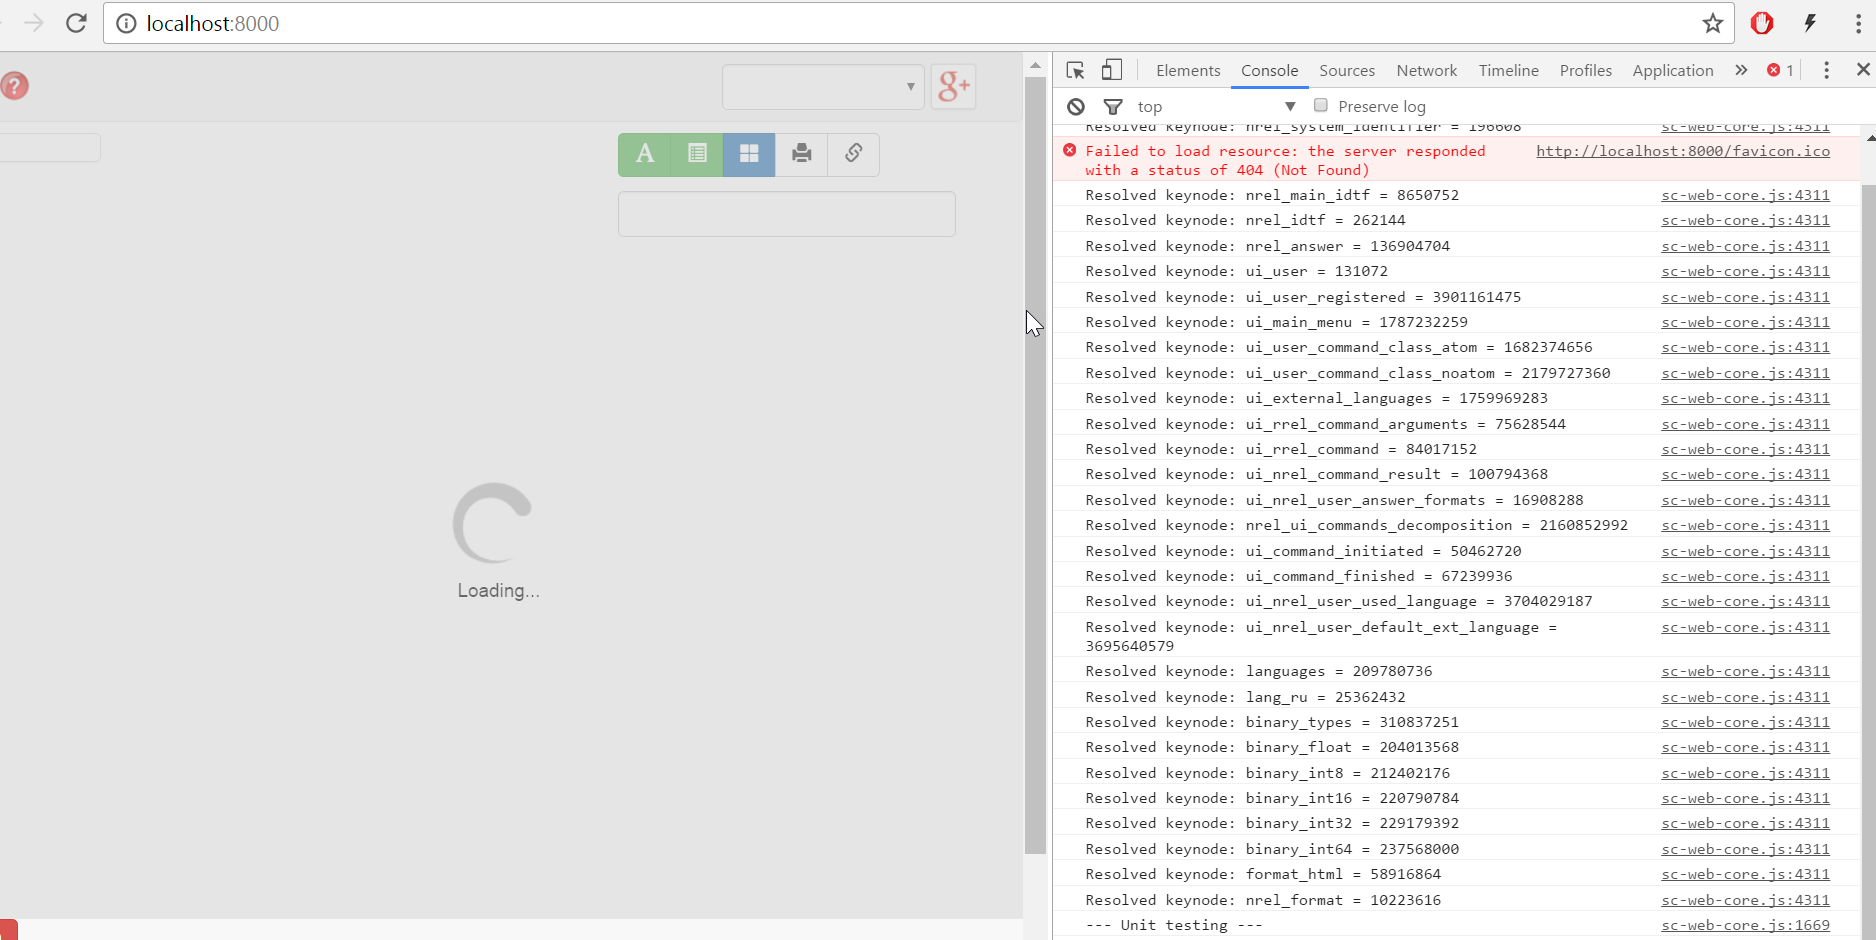 localhost:8000
?
g+
A
Loading...
Elements Console Sources Network Timeline Profiles Application » 1
top Preserve log
Resolved keynode: nrel_system_identifier = 196608 sc-web-core.js:4311
Failed to load resource: the server responded http://localhost:8000/favicon.ico
with a status of 404 (Not Found)
Resolved keynode: nrel_main_idtf = 8650752 sc-web-core.js:4311
Resolved keynode: nrel_idtf = 262144 sc-web-core.js:4311
Resolved keynode: nrel_answer = 136904704 sc-web-core.js:4311
Resolved keynode: ui_user = 131072 sc-web-core.js:4311
Resolved keynode: ui_user_registered = 3901161475 sc-web-core.js:4311
Resolved keynode: ui_main_menu = 1787232259 sc-web-core.js:4311
Resolved keynode: ui_user_command_class_atom = 1682374656 sc-web-core.js:4311
Resolved keynode: ui_user_command_class_noatom = 2179727360 sc-web-core.js:4311
Resolved keynode: ui_external_languages = 1759969283 sc-web-core.js:4311
Resolved keynode: ui_rrel_command_arguments = 75628544 sc-web-core.js:4311
Resolved keynode: ui_rrel_command = 84017152 sc-web-core.js:4311
Resolved keynode: ui_nrel_command_result = 100794368 sc-web-core.js:4311
Resolved keynode: ui_nrel_user_answer_formats = 16908288 sc-web-core.js:4311
Resolved keynode: nrel_ui_commands_decomposition = 2160852992 sc-web-core.js:4311
Resolved keynode: ui_command_initiated = 50462720 sc-web-core.js:4311
Resolved keynode: ui_command_finished = 67239936 sc-web-core.js:4311
Resolved keynode: ui_nrel_user_used_language = 3704029187 sc-web-core.js:4311
Resolved keynode: ui_nrel_user_default_ext_language = sc-web-core.js:4311
3695640579
Resolved keynode: languages = 209780736 sc-web-core.js:4311
Resolved keynode: lang_ru = 25362432 sc-web-core.js:4311
Resolved keynode: binary_types = 310837251 sc-web-core.js:4311
Resolved keynode: binary_float = 204013568 sc-web-core.js:4311
Resolved keynode: binary_int8 = 212402176 sc-web-core.js:4311
Resolved keynode: binary_int16 = 220790784 sc-web-core.js:4311
Resolved keynode: binary_int32 = 229179392 sc-web-core.js:4311
Resolved keynode: binary_int64 = 237568000 sc-web-core.js:4311
Resolved keynode: format_html = 58916864 sc-web-core.js:4311
Resolved keynode: nrel_format = 10223616 sc-web-core.js:4311
--- Unit testing --- sc-web-core.js:1669